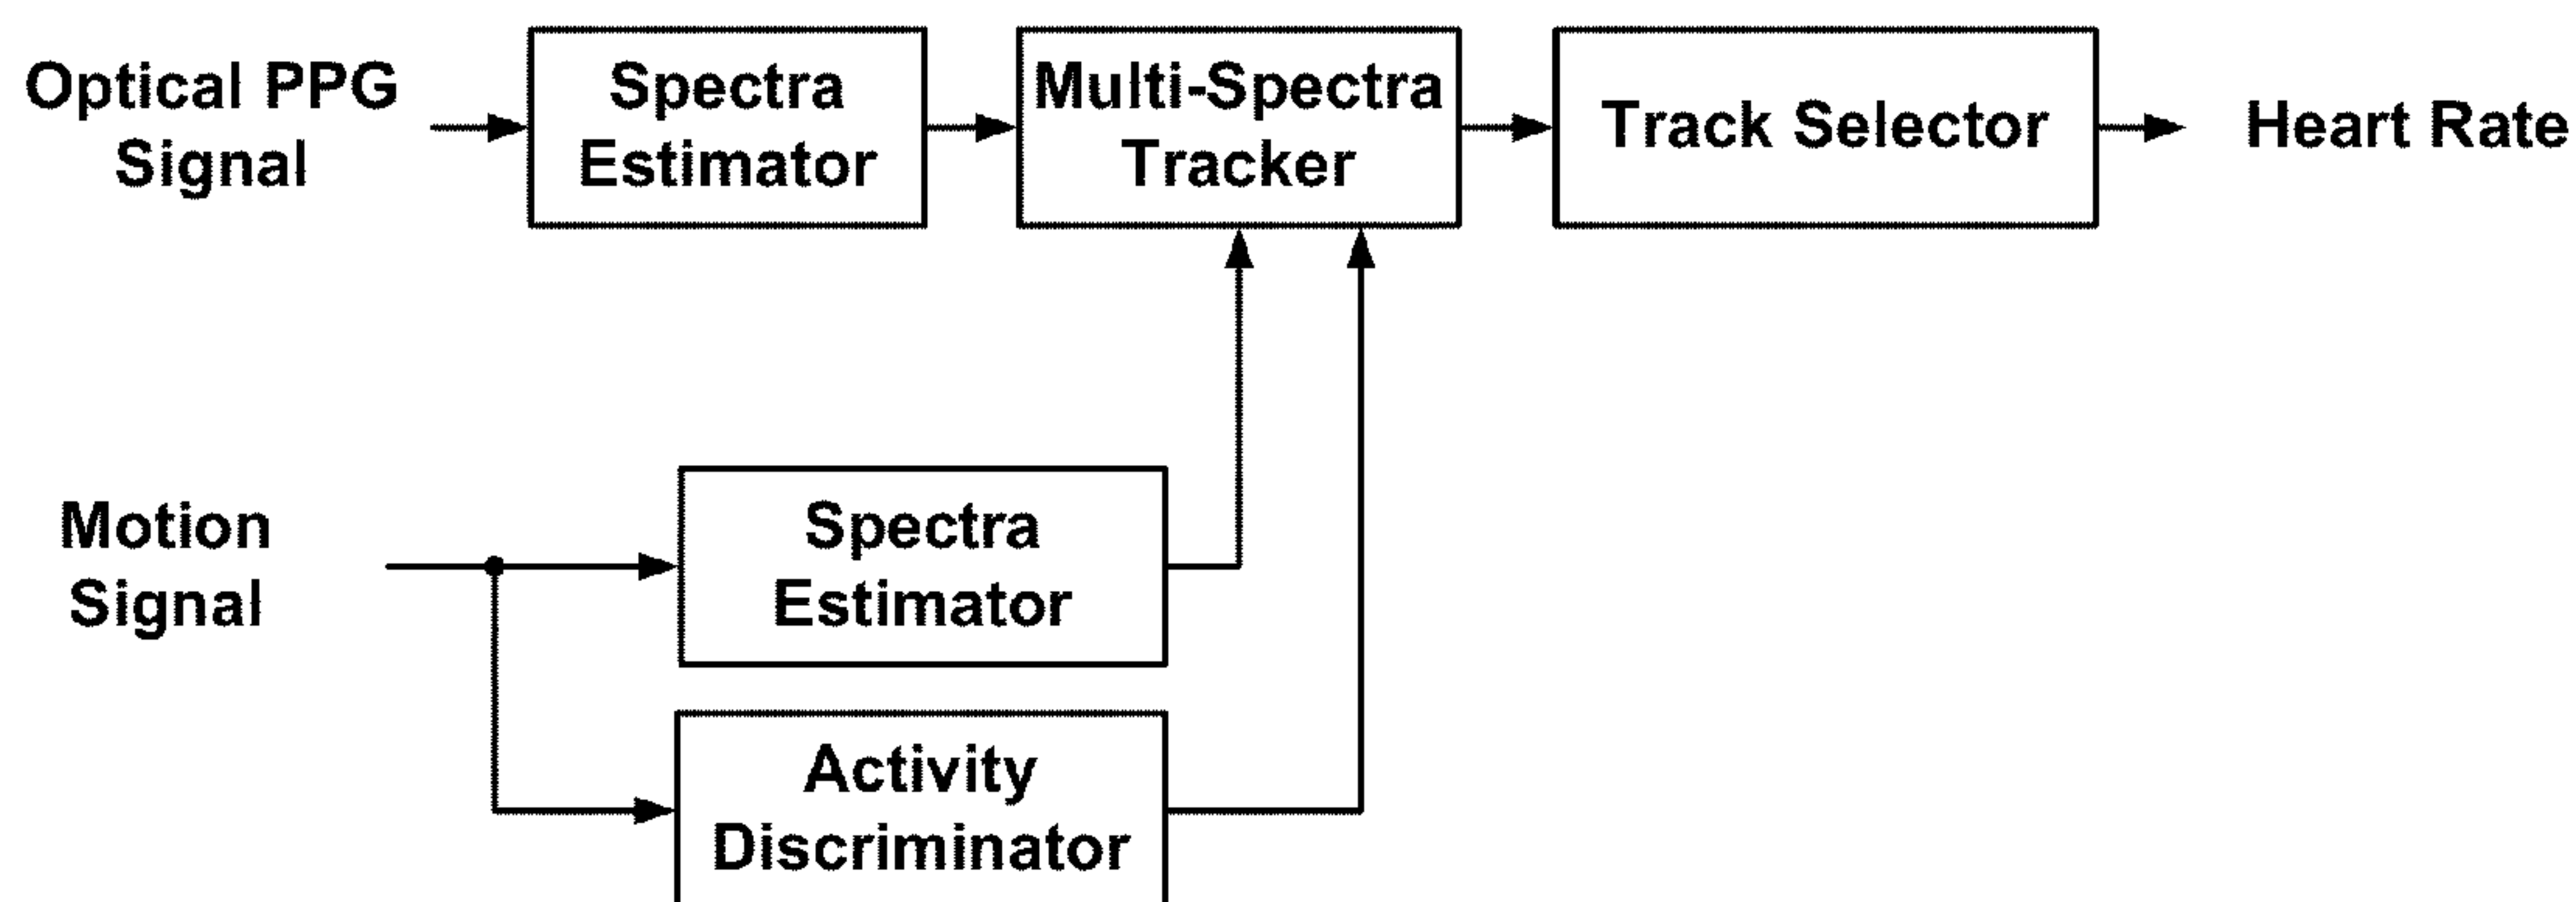 Optical PPG
Signal
Spectra
Estimator
Multi-Spectra
Tracker
Track Selector
Heart Rate
Motion
Signal
Spectra
Estimator
Activity
Discriminator